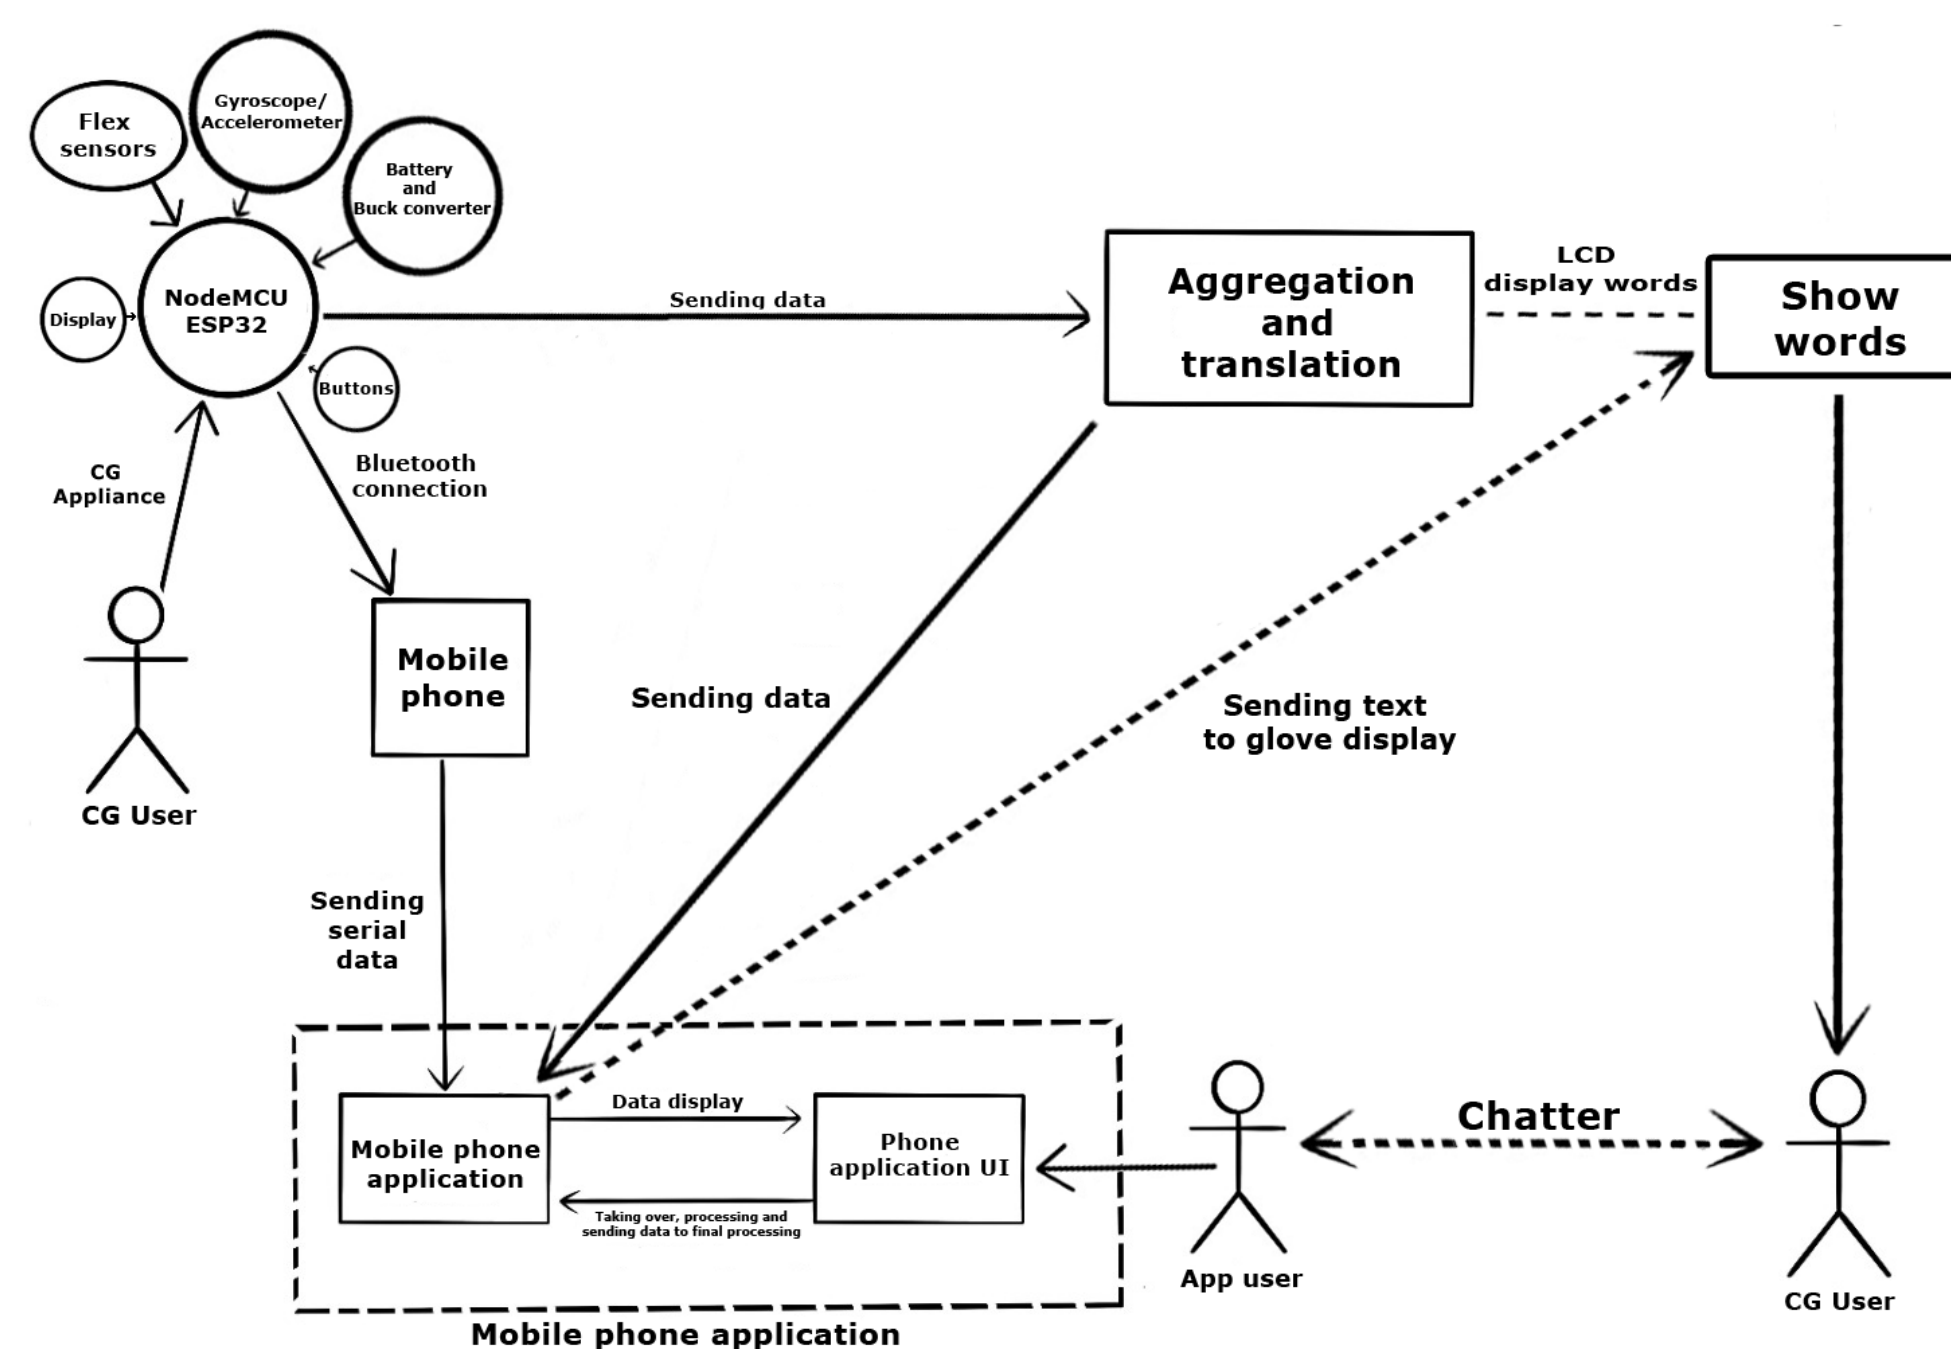 Gyroscope/
Accelerometer
Flex
sensors
Battery
and
Buck converter
NodeMCU
ESP32
Display
Buttons
Sending data
Aggregation
and
translation
LCD
display words
Show
words
CG
Appliance
Bluetooth
connection
CG User
Mobile
phone
Sending data
Sending text
to glove display
Sending
serial
data
Mobile phone
application
Data display
Phone
application UI
Taking over, processing and
sending data to final processing
Mobile phone application
App user
Chatter
CG User